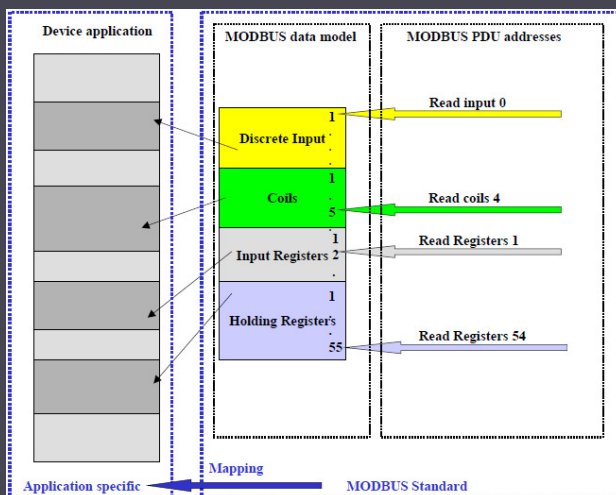 Device application
MODBUS data model
MODBUS PDU addresses
Read input 0
1
Discrete Input
.
.
.
1
Coils
.
5
Read coils 4
1
Input Registers 2
.
Read Registers 1
1
Holding Registers
.
.
55
Read Registers 54
Mapping
Application specific
MODBUS Standard